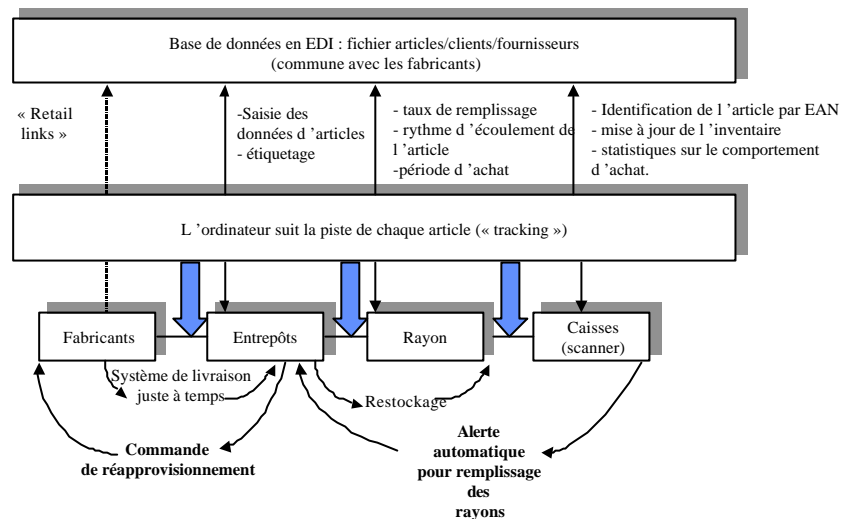 Base de données en EDI : fichier articles/clients/fournisseurs
(commune avec les fabricants)
« Retail
links »
-Saisie des
données d ’articles
- étiquetage
- taux de remplissage
- rythme d ’écoulement de
l ’article
-période d ’achat
- Identification de l ’article par EAN
- mise à jour de l ’inventaire
- statistiques sur le comportement
d ’achat.
L ’ordinateur suit la piste de chaque article (« tracking »)
Fabricants
Entrepôts
Rayon
Caisses
(scanner)
Système de livraison
juste à temps
Restockage
Commande
de réapprovisionnement
Alerte
automatique
pour remplissage
des
rayons